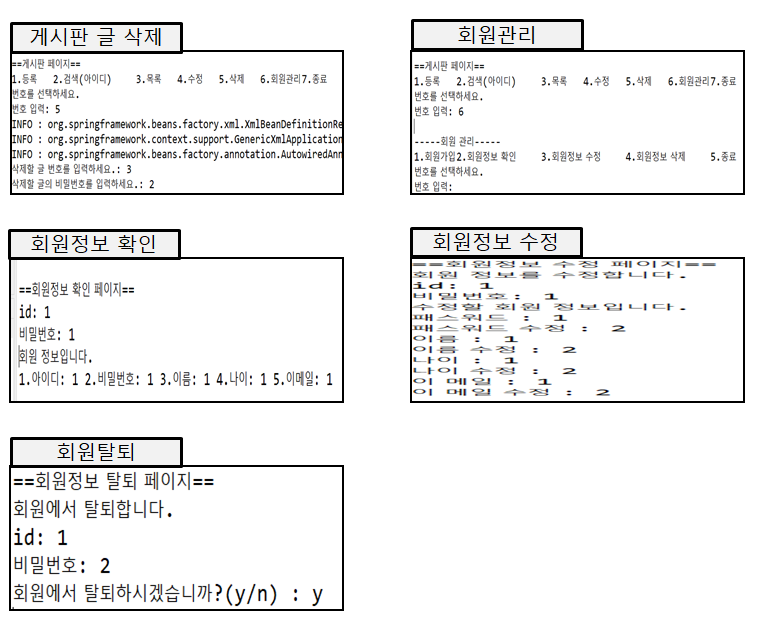 게시판 글 삭제
==게시판 페이지==
1.등록 2.검색(아이디) 3.목록 4.수정 5.삭제 6.회원관리7.종료
번호를 선택하세요.
번호 입력: 5
INFO : org.springframework.beans.factory.xml.XmlBeanDefinitionRe
INFO : org.springframework.context.support.GenericXmlApplication
INFO : org.springframework.beans.factory.annotation.AutowiredAnn
삭제할 글 번호를 입력하세요.: 3
삭제할 글의 비밀번호를 입력하세요.: 2
회원관리
==게시판 페이지==
1.등록 2.검색(아이디) 3.목록 4.수정 5.삭제 6.회원관리7.종료
번호를 선택하세요.
번호 입력: 6
-----회원 관리-----
1.회원가입2.회원정보 확인 3.회원정보 수정 4.회원정보 삭제 5.종료
번호를 선택하세요.
번호 입력:
회원정보 확인
==회원정보 확인 페이지==
id: 1
비밀번호: 1
회원 정보입니다.
1.아이디: 1 2.비밀번호: 1 3.이름: 1 4.나이: 1 5.이메일: 1
회원정보 수정
==회원정보 수정 페이지==
회원 정보를 수정합니다.
id: 1
비밀번호: 1
수정할 회원 정보입니다.
패스워드 : 1
패스워드 수정 : 2
이름 : 1
이름 수정 : 2
나이 : 1
나이 수정 : 2
이 메일 : 1
이 메일 수정 : 2
회원탈퇴
==회원정보 탈퇴 페이지==
회원에서 탈퇴합니다.
id: 1
비밀번호: 2
회원에서 탈퇴하시겠습니까?(y/n) : y